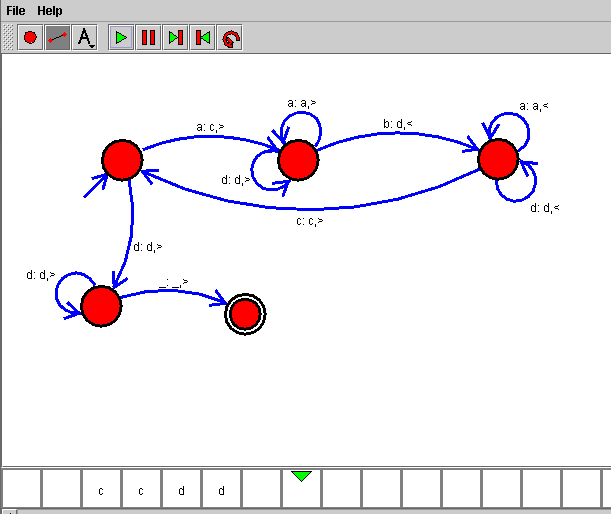 File Help
A
a: a,>
a: a,<
a: c,>
b: d,<
d: d,>
d: d,<
c: c,>
d: d,>
d: d,>
_: _,>
c c d d